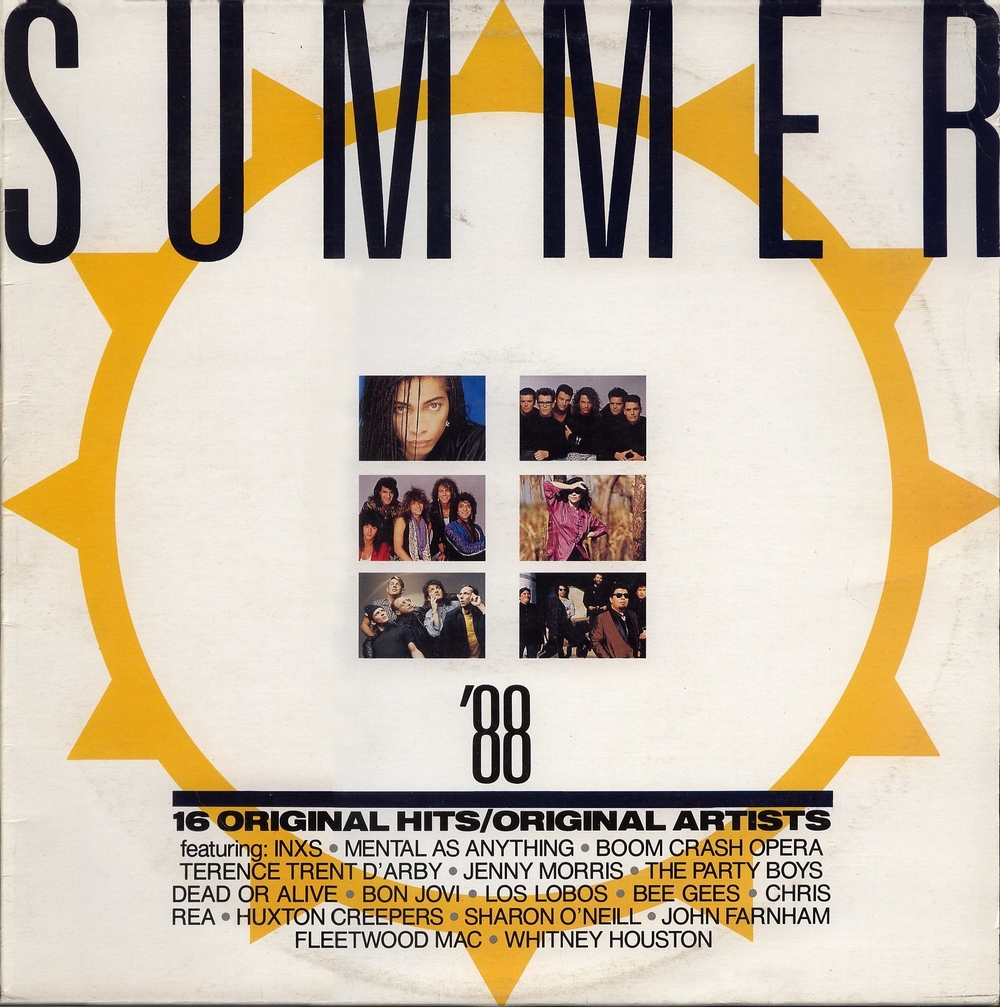 SUMMER
'88
16 ORIGINAL HITS/ORIGINAL ARTISTS
featuring: INXS • MENTAL AS ANYTHING • BOOM CRASH OPERA
TERENCE TRENT D'ARBY • JENNY MORRIS • THE PARTY BOYS
DEAD OR ALIVE • BON JOVI • LOS LOBOS • BEE GEES • CHRIS
REA • HUXTON CREEPERS • SHARON O'NEILL • JOHN FARNHAM
FLEETWOOD MAC • WHITNEY HOUSTON